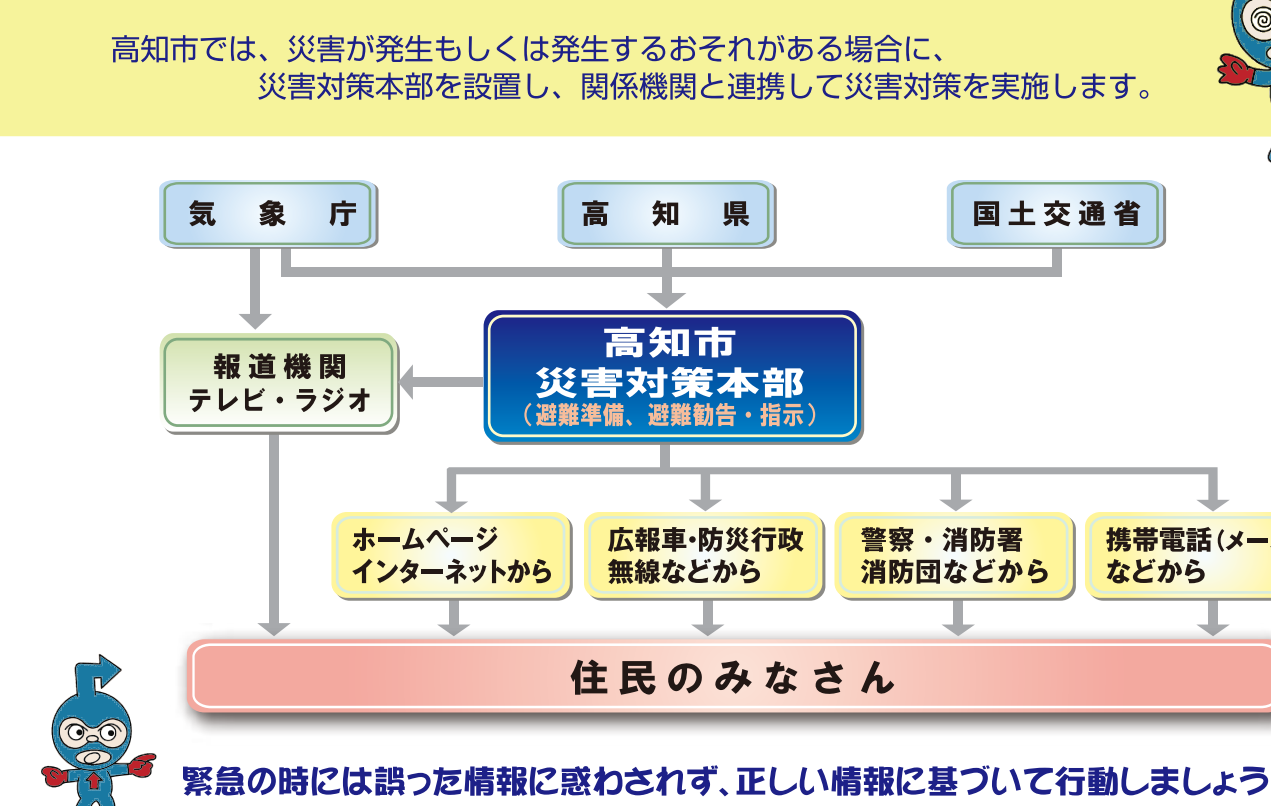 高知市では、災害が発生もしくは発生するおそれがある場合に、
災害対策本部を設置し、関係機関と連携して災害対策を実施します。
気象庁
高知県
国土交通省
高知市
災害対策本部
（避難準備、避難勧告・指示）
報道機関
テレビ・ラジオ
ホームページ
インターネットから
広報車・防災行政
無線などから
警察・消防署
消防団などから
携帯電話（メー
などから
住民のみなさん
緊急の時には誤った情報に惑わされず、正しい情報に基づいて行動しましょう